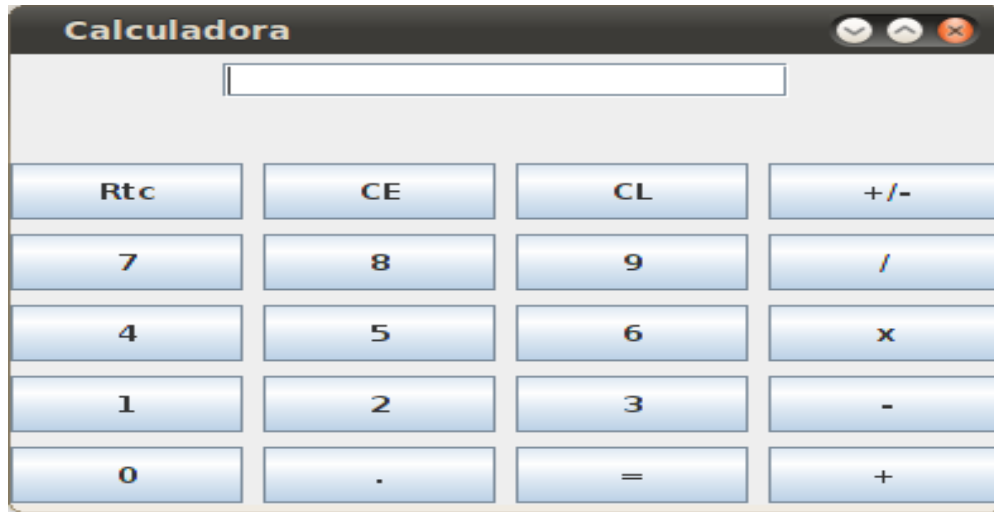 Calculadora
Rtc CE CL +/-
7 8 9 /
4 5 6 x
1 2 3 -
0 . = +